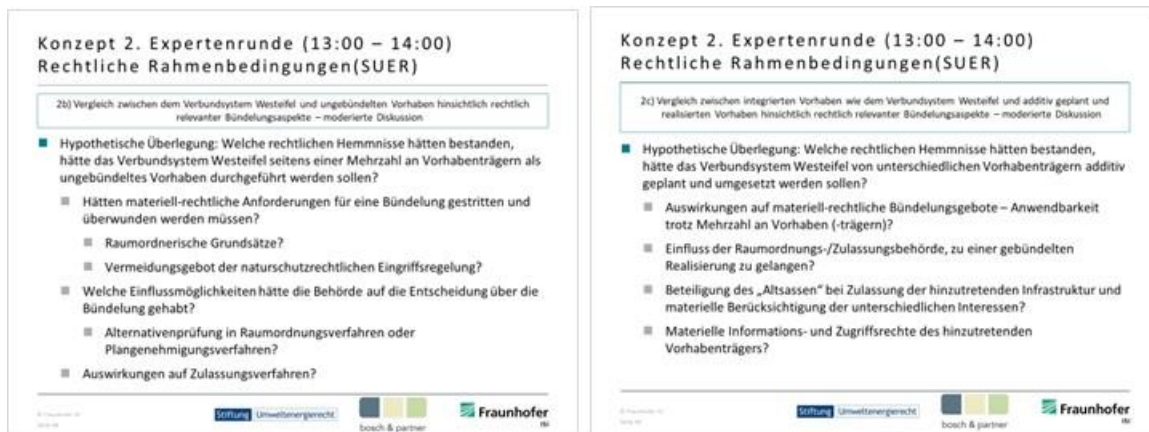 Konzept 2. Expertenrunde (13:00 – 14:00)
Rechtliche Rahmenbedingungen(SUER)
2b) Vergleich zwischen dem Verbundsystem Westeifel und ungebündelten Vorhaben hinsichtlich rechtlich
relevanter Bündelungsaspekte – moderierte Diskussion
Hypothetische Überlegung: Welche rechtlichen Hemmnisse hätten bestanden,
hätte das Verbundsystem Westeifel seitens einer Mehrzahl an Vorhabenträgern als
ungebündeltes Vorhaben durchgeführt werden sollen?
Hätten materiell-rechtliche Anforderungen für eine Bündelung gestritten und
überwunden werden müssen?
Raumordnerische Grundsätze?
Vermeidungsgebot der naturschutzrechtlichen Eingriffsregelung?
Welche Einflussmöglichkeiten hätte die Behörde auf die Entscheidung über die
Bündelung gehabt?
Alternativenprüfung in Raumordnungsverfahren oder
Plangenehmigungsverfahren?
Auswirkungen auf Zulassungsverfahren?
© Fraunhofer ISI
Stiftung Umweltenergierecht
bosch & partner
Fraunhofer
ISI
Konzept 2. Expertenrunde (13:00 – 14:00)
Rechtliche Rahmenbedingungen(SUER)
2c) Vergleich zwischen integrierten Vorhaben wie dem Verbundsystem Westeifel und additiv geplant und
realisierten Vorhaben hinsichtlich rechtlich relevanter Bündelungsaspekte – moderierte Diskussion
Hypothetische Überlegung: Welche rechtlichen Hemmnisse hätten bestanden,
hätte das Verbundsystem Westeifel von unterschiedlichen Vorhabenträgern additiv
geplant und umgesetzt werden sollen?
Auswirkungen auf materiell-rechtliche Bündelungsgebote – Anwendbarkeit
trotz Mehrzahl an Vorhaben (-trägern)?
Einfluss der Raumordnungs-/Zulassungsbehörde, zu einer gebündelten
Realisierung zu gelangen?
Beteiligung des „Altsassen“ bei Zulassung der hinzutretenden Infrastruktur und
materielle Berücksichtigung der unterschiedlichen Interessen?
Materielle Informations- und Zugriffsrechte des hinzutretenden
Vorhabenträgers?
© Fraunhofer ISI
Stiftung Umweltenergierecht
bosch & partner
Fraunhofer
ISI